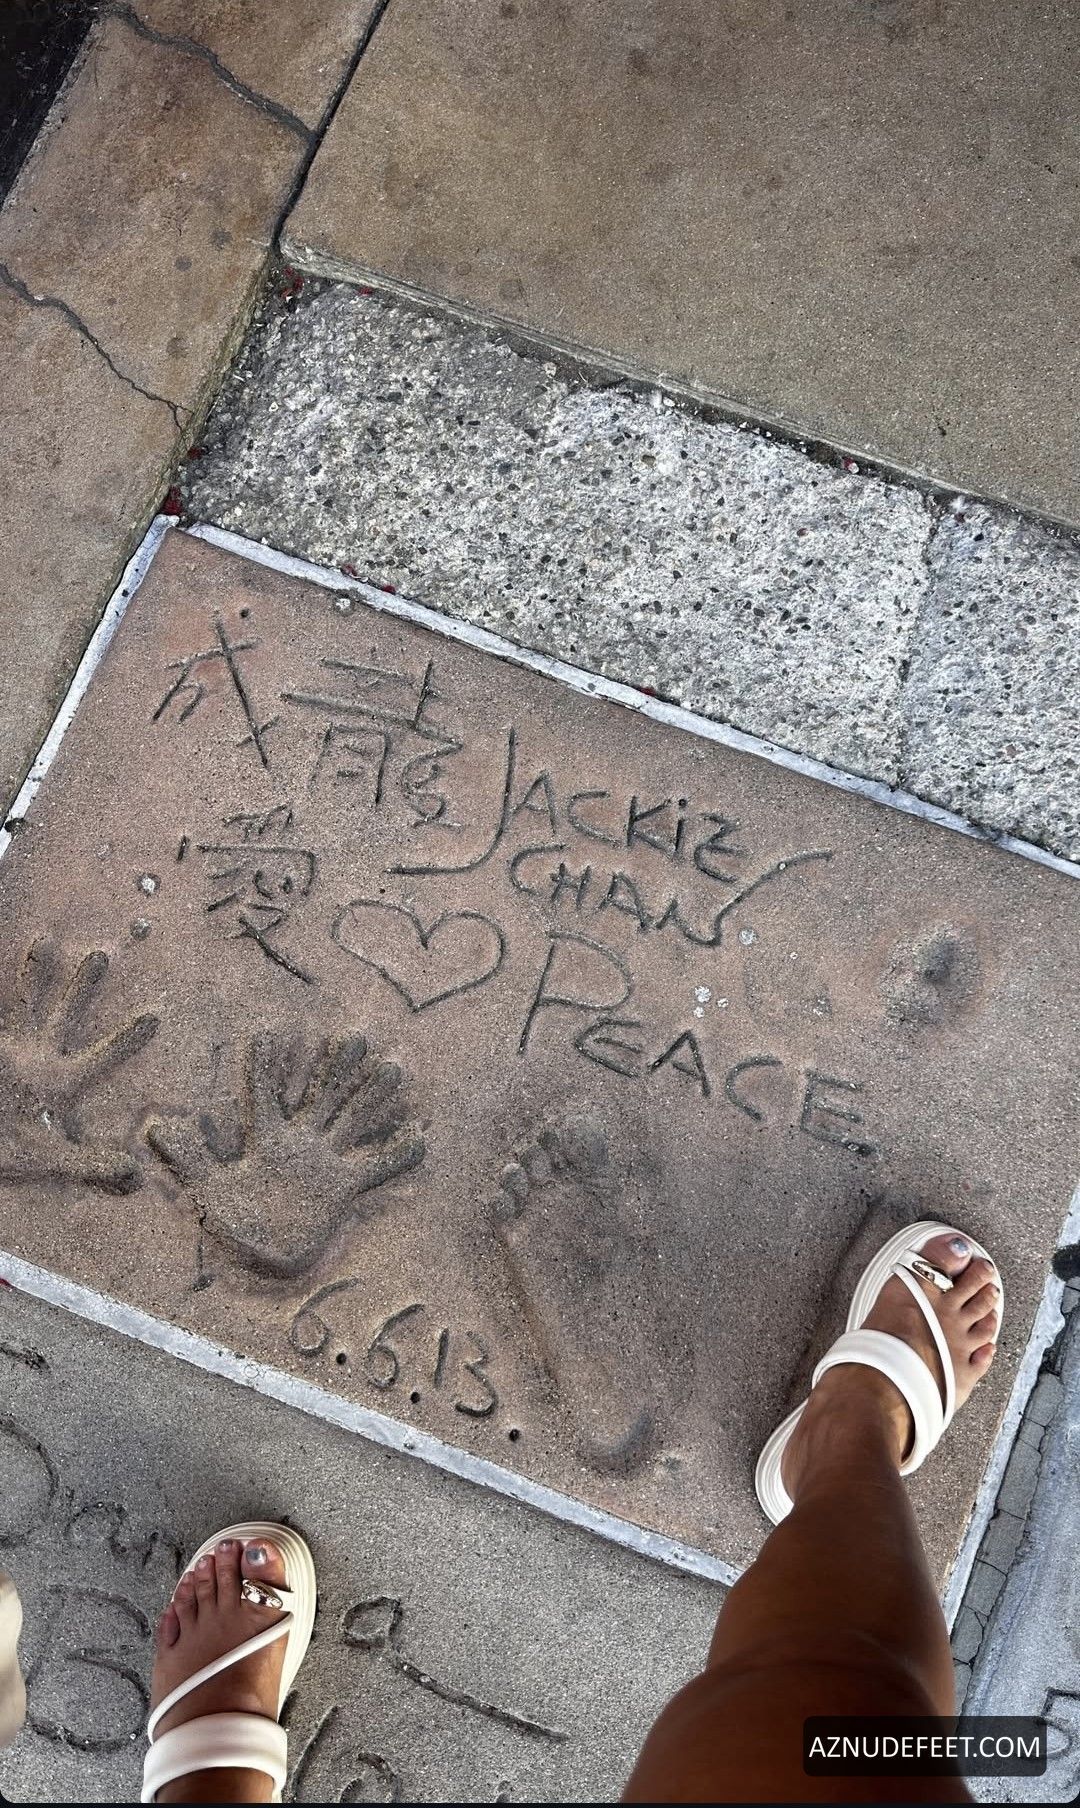 成龍
JACKIE
CHAN
愛
PEACE
6.6.13.
AZNUDEFEET.COM